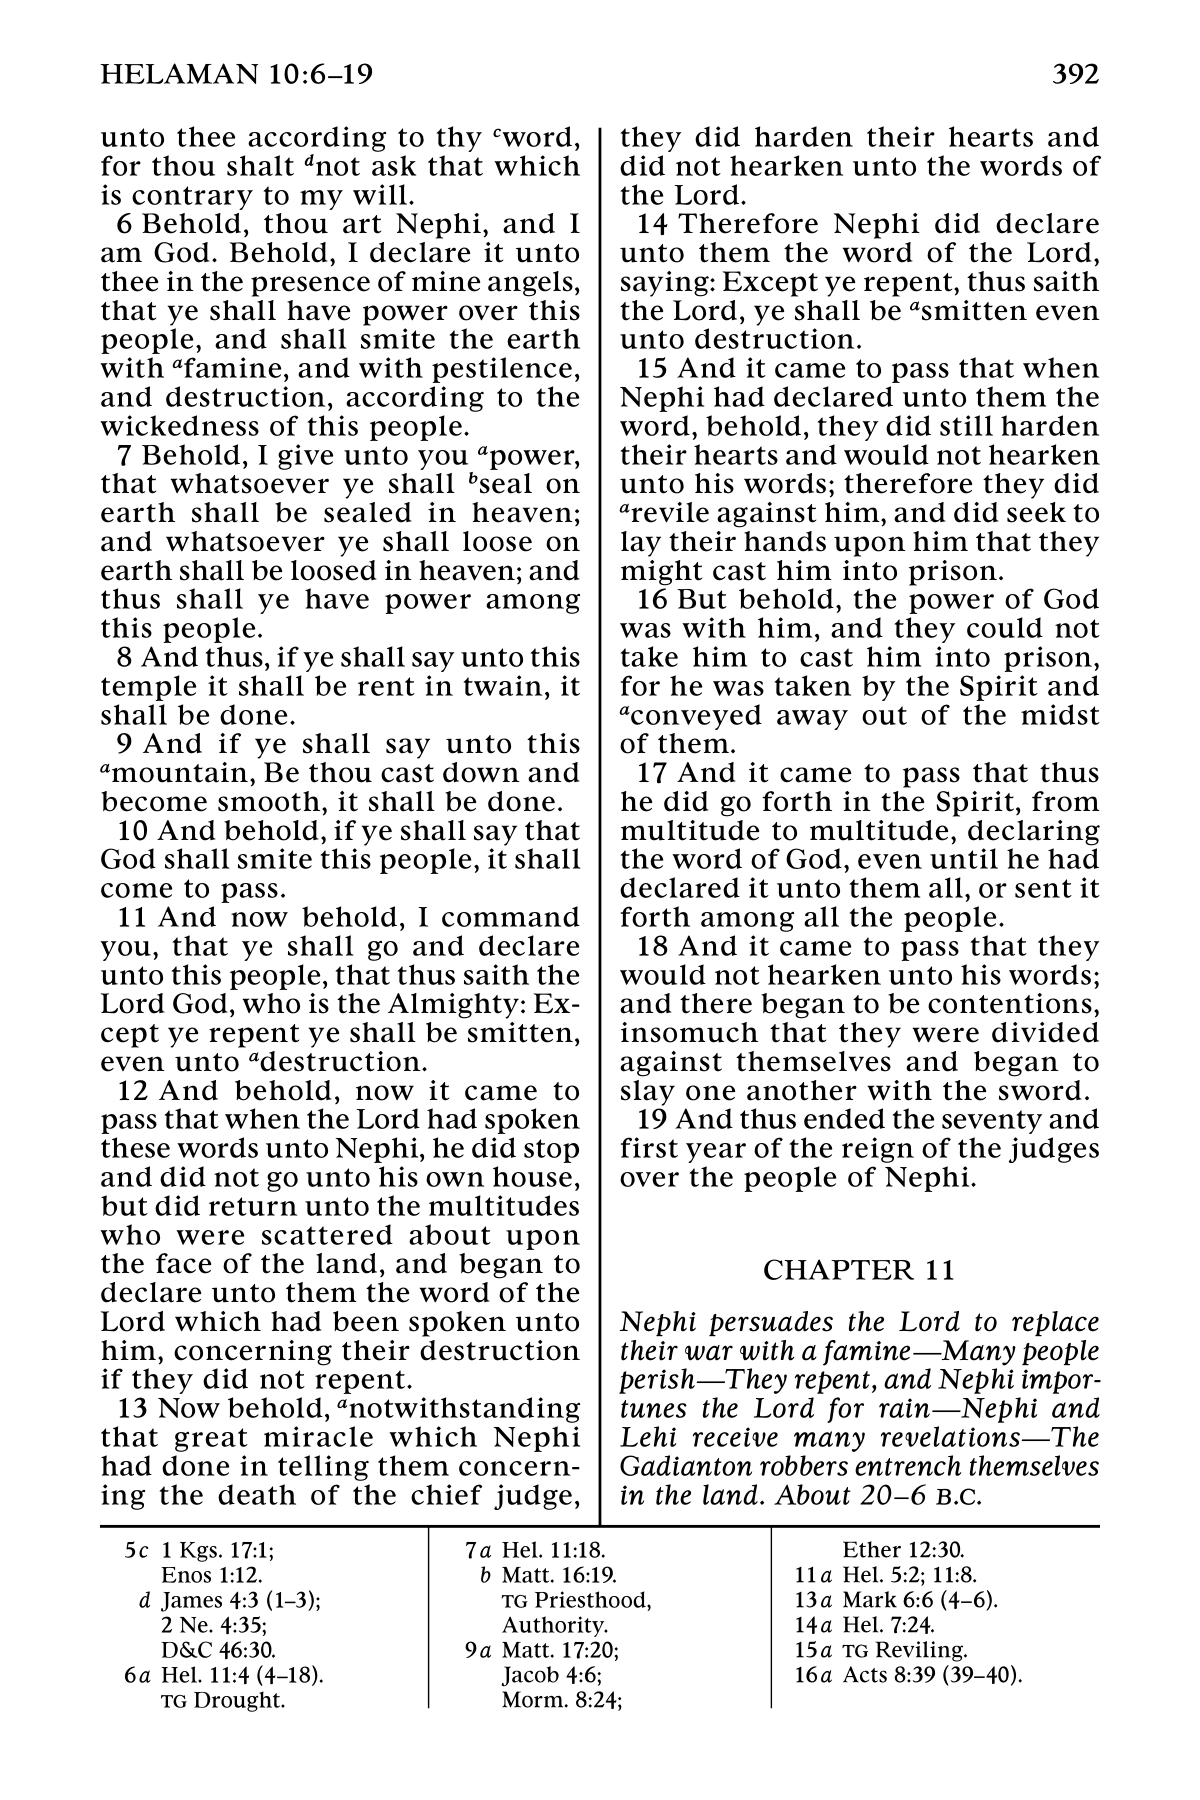 HELAMAN 10:6–19
392
unto thee according to thy cword,
for thou shalt dnot ask that which
is contrary to my will.
6 Behold, thou art Nephi, and I
am God. Behold, I declare it unto
thee in the presence of mine angels,
that ye shall have power over this
people, and shall smite the earth
with afamine, and with pestilence,
and destruction, according to the
wickedness of this people.
7 Behold, I give unto you apower,
that whatsoever ye shall bseal on
earth shall be sealed in heaven;
and whatsoever ye shall loose on
earth shall be loosed in heaven; and
thus shall ye have power among
this people.
8 And thus, if ye shall say unto this
temple it shall be rent in twain, it
shall be done.
9 And if ye shall say unto this
amountain, Be thou cast down and
become smooth, it shall be done.
10 And behold, if ye shall say that
God shall smite this people, it shall
come to pass.
11 And now behold, I command
you, that ye shall go and declare
unto this people, that thus saith the
Lord God, who is the Almighty: Ex-
cept ye repent ye shall be smitten,
even unto adestruction.
12 And behold, now it came to
pass that when the Lord had spoken
these words unto Nephi, he did stop
and did not go unto his own house,
but did return unto the multitudes
who were scattered about upon
the face of the land, and began to
declare unto them the word of the
Lord which had been spoken unto
him, concerning their destruction
if they did not repent.
13 Now behold, anotwithstanding
that great miracle which Nephi
had done in telling them concern-
ing the death of the chief judge,
they did harden their hearts and
did not hearken unto the words of
the Lord.
14 Therefore Nephi did declare
unto them the word of the Lord,
saying: Except ye repent, thus saith
the Lord, ye shall be asmitten even
unto destruction.
15 And it came to pass that when
Nephi had declared unto them the
word, behold, they did still harden
their hearts and would not hearken
unto his words; therefore they did
arevile against him, and did seek to
lay their hands upon him that they
might cast him into prison.
16 But behold, the power of God
was with him, and they could not
take him to cast him into prison,
for he was taken by the Spirit and
aconveyed away out of the midst
of them.
17 And it came to pass that thus
he did go forth in the Spirit, from
multitude to multitude, declaring
the word of God, even until he had
declared it unto them all, or sent it
forth among all the people.
18 And it came to pass that they
would not hearken unto his words;
and there began to be contentions,
insomuch that they were divided
against themselves and began to
slay one another with the sword.
19 And thus ended the seventy and
first year of the reign of the judges
over the people of Nephi.
CHAPTER 11
Nephi persuades the Lord to replace
their war with a famine—Many people
perish—They repent, and Nephi impor-
tunes the Lord for rain—Nephi and
Lehi receive many revelations—The
Gadianton robbers entrench themselves
in the land. About 20–6 B.C.
5c 1 Kgs. 17:1;
Enos 1:12.
d James 4:3 (1–3);
2 Ne. 4:35;
D&C 46:30.
6a Hel. 11:4 (4–18).
TG Drought.
7a Hel. 11:18.
b Matt. 16:19.
TG Priesthood,
Authority.
9a Matt. 17:20;
Jacob 4:6;
Morm. 8:24;
Ether 12:30.
11a Hel. 5:2; 11:8.
13a Mark 6:6 (4–6).
14a Hel. 7:24.
15a TG Reviling.
16a Acts 8:39 (39–40).